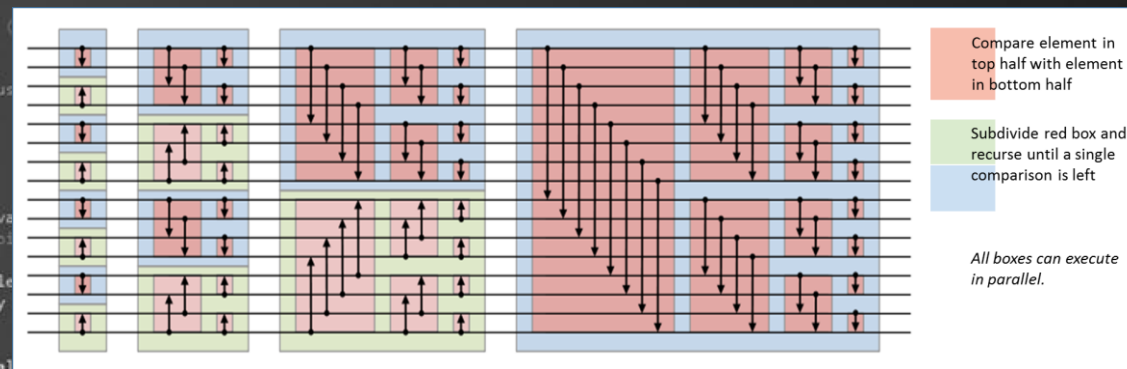 Compare element in
top half with element
in bottom half
Subdivide red box and
recurse until a single
comparison is left
All boxes can execute
in parallel.